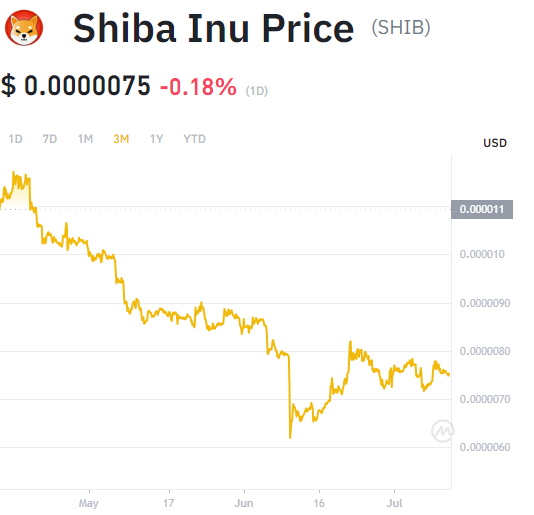 Shiba Inu Price (SHIB)
$ 0.0000075 -0.18% (1D)
1D 7D 1M 3M 1Y YTD
USD
0.000011
0.000010
0.0000090
0.0000080
0.0000070
0.0000060
May 17 Jun 16 Jul